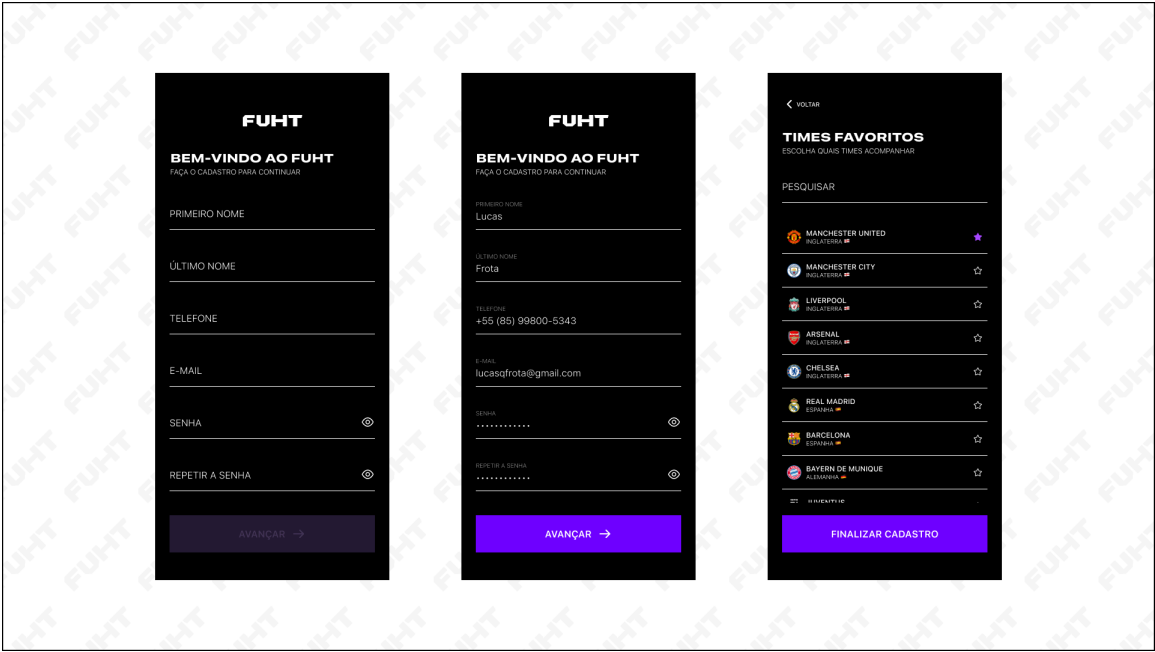 FUHT
BEM-VINDO AO FUHT
FAÇA O CADASTRO PARA CONTINUAR
PRIMEIRO NOME
ÚLTIMO NOME
TELEFONE
E-MAIL
SENHA
REPETIR A SENHA
AVANÇAR →
FUHT
BEM-VINDO AO FUHT
FAÇA O CADASTRO PARA CONTINUAR
PRIMEIRO NOME
Lucas
ÚLTIMO NOME
Frota
TELEFONE
+55 (85) 99800-5343
E-MAIL
lucasqfrota@gmail.com
SENHA
............
REPETIR A SENHA
............
AVANÇAR →
VOLTAR
TIMES FAVORITOS
ESCOLHA QUAIS TIMES ACOMPANHAR
PESQUISAR
MANCHESTER UNITED
INGLATERRA
MANCHESTER CITY
INGLATERRA
LIVERPOOL
INGLATERRA
ARSENAL
INGLATERRA
CHELSEA
INGLATERRA
REAL MADRID
ESPANHA
BARCELONA
ESPANHA
BAYERN DE MUNIQUE
ALEMANHA
JUVENTUS
FINALIZAR CADASTRO